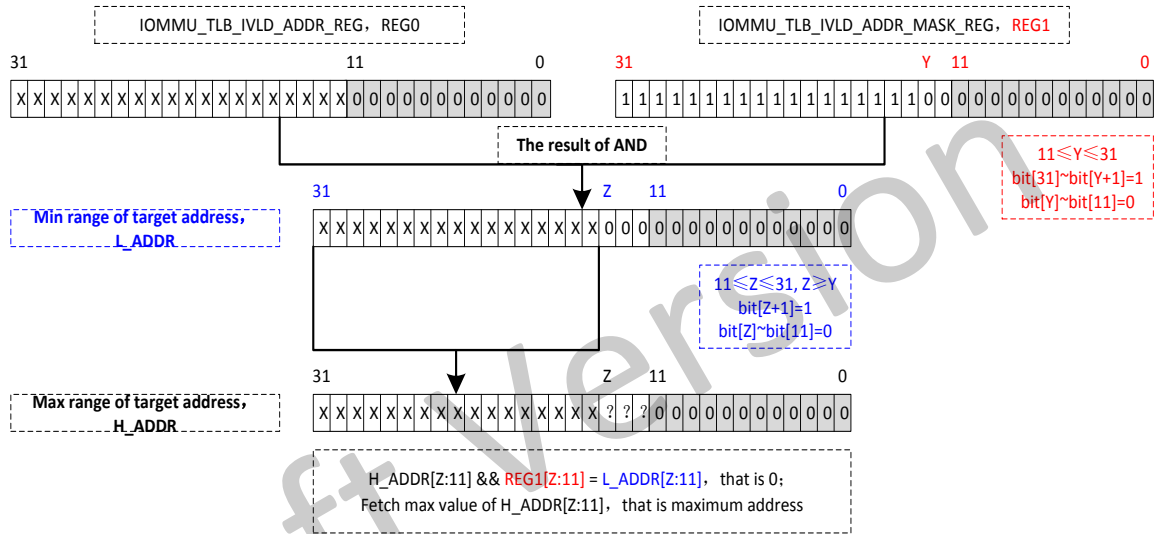 IOMMU_TLB_IVLD_ADDR_REG，REG0
IOMMU_TLB_IVLD_ADDR_MASK_REG，REG1
31 11 0
31 Y 11 0
X X X X X X X X X X X X X X X X X X X X 0 0 0 0 0 0 0 0 0 0 0 0
1 1 1 1 1 1 1 1 1 1 1 1 1 1 1 1 1 1 0 0 0 0 0 0 0 0 0 0 0 0 0 0
The result of AND
11≤Y≤31
bit[31]~bit[Y+1]=1
bit[Y]~bit[11]=0
31 Z 11 0
Min range of target address，
L_ADDR
X X X X X X X X X X X X X X X X X 0 0 0 0 0 0 0 0 0 0 0 0 0 0 0
11≤Z≤31, Z≥Y
bit[Z+1]=1
bit[Z]~bit[11]=0
31 Z 11 0
Max range of target address，
H_ADDR
X X X X X X X X X X X X X X X X X ? ? ? 0 0 0 0 0 0 0 0 0 0 0 0
H_ADDR[Z:11] && REG1[Z:11] = L_ADDR[Z:11]，that is 0;
Fetch max value of H_ADDR[Z:11]，that is maximum address
ft Version